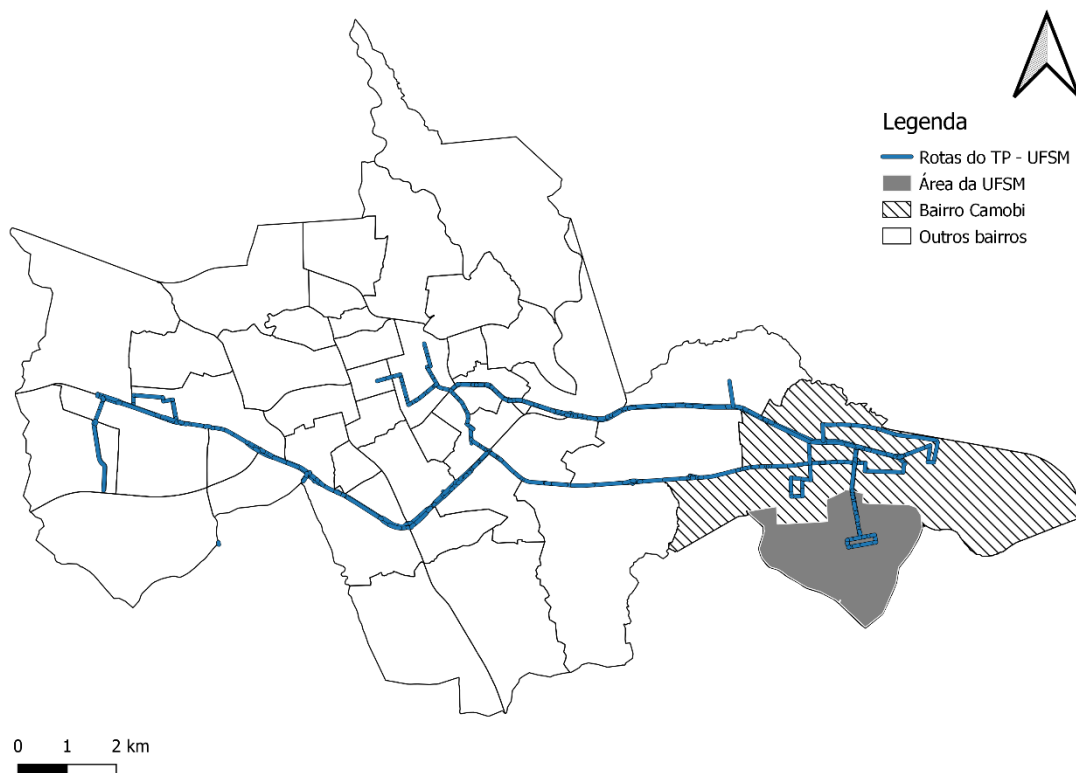 Legenda
Rotas do TP - UFSM
Área da UFSM
Bairro Camobi
Outros bairros
0 1 2 km